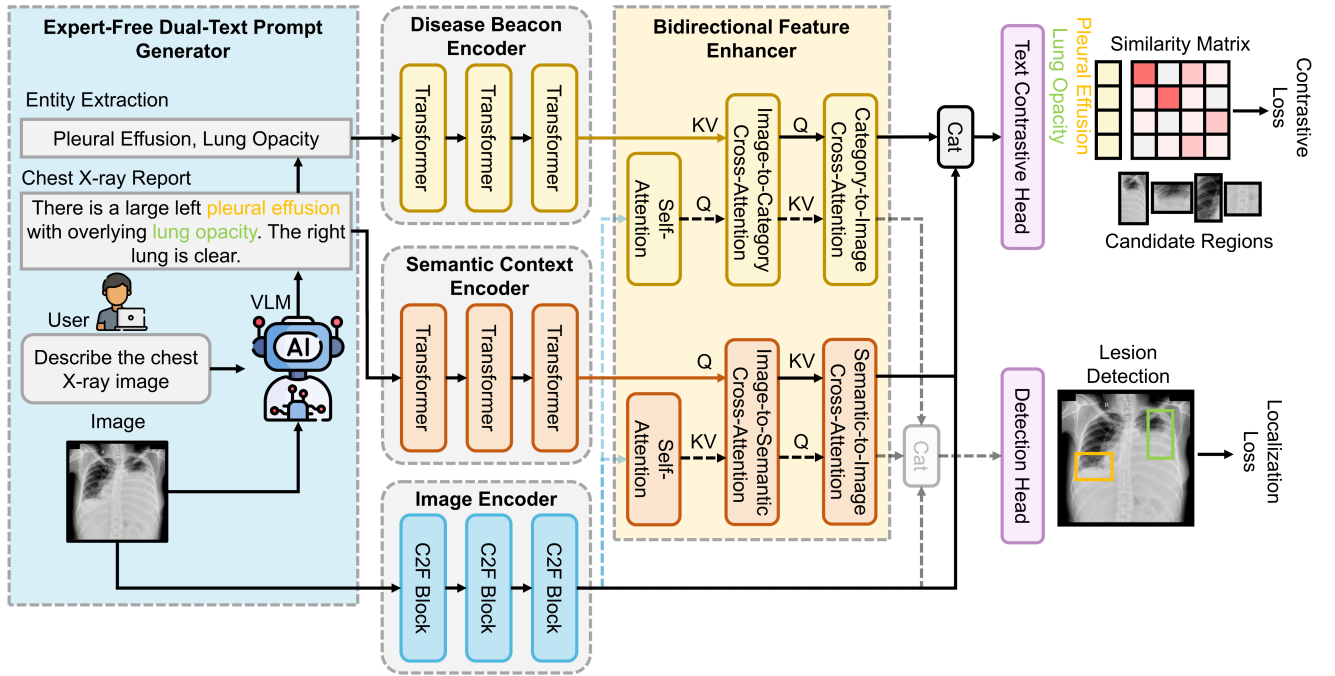 Expert-Free Dual-Text Prompt
Generator
Entity Extraction
Pleural Effusion, Lung Opacity
Chest X-ray Report
There is a large left pleural effusion
with overlying lung opacity. The right
lung is clear.
User
VLM
AI
Describe the chest
X-ray image
Image
Disease Beacon
Encoder
Transformer
Transformer
Transformer
Semantic Context
Encoder
Transformer
Transformer
Transformer
Image Encoder
C2F Block
C2F Block
C2F Block
Bidirectional Feature
Enhancer
KV
Self-
Attention
Q
Image-to-Category
Cross-Attention
Q
KV
Category-to-Image
Cross-Attention
Q
Self-
Attention
KV
Image-to-Semantic
Cross-Attention
KV
Q
Semantic-to-Image
Cross-Attention
Cat
Cat
Text Contrastive Head
Pleural Effusion
Lung Opacity
Similarity Matrix
Contrastive
Loss
Candidate Regions
Detection Head
Lesion
Detection
R
Localization
Loss